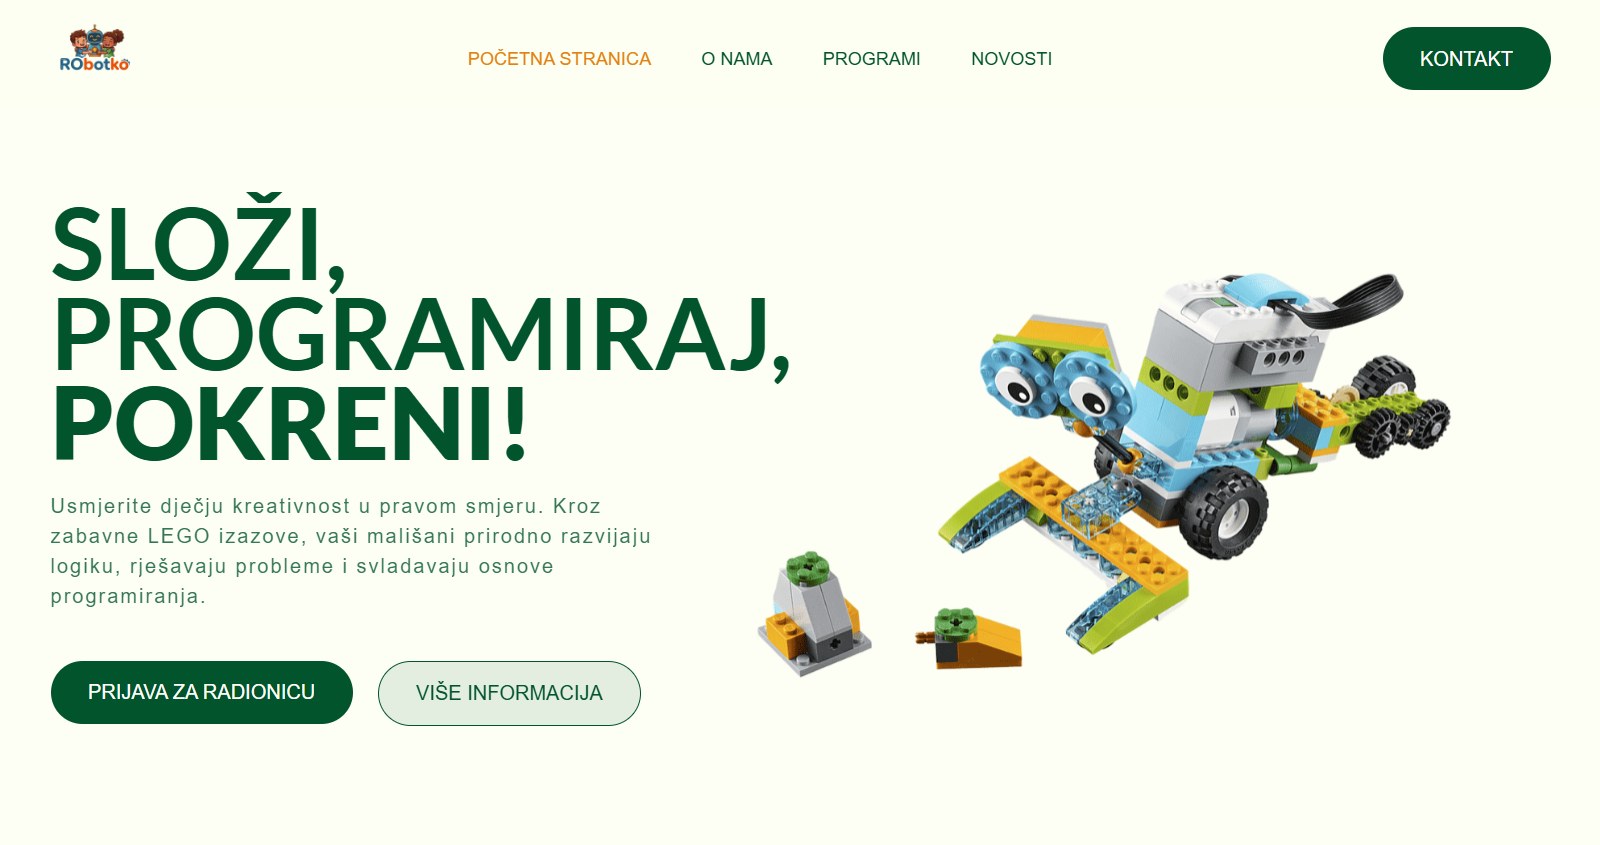 RObotko
POČETNA STRANICA
O NAMA
PROGRAMI
NOVOSTI
KONTAKT
SLOŽI,
PROGRAMIRAJ,
POKRENI!
Usmjerite dječju kreativnost u pravom smjeru. Kroz
zabavne LEGO izazove, vaši mališani prirodno razvijaju
logiku, rješavaju probleme i svladavaju osnove
programiranja.
PRIJAVA ZA RADIONICU
VIŠE INFORMACIJA